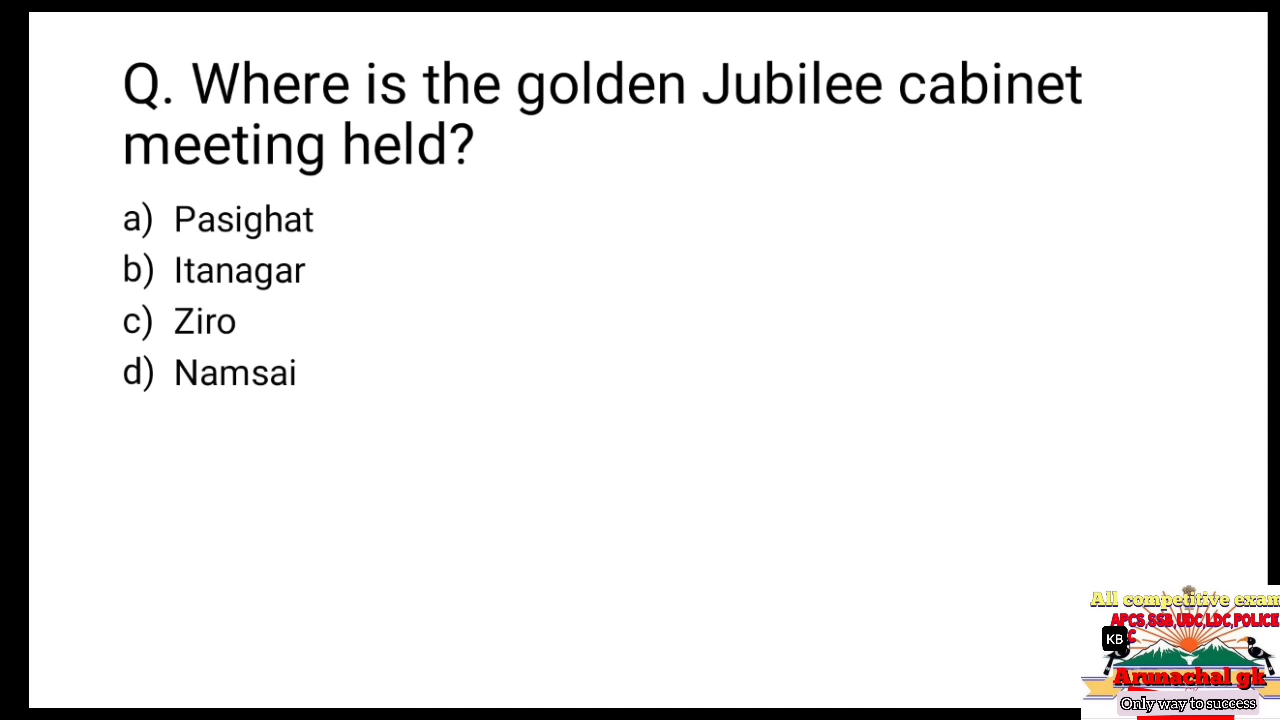 Q. Where is the golden Jubilee cabinet
meeting held?
a) Pasighat
b) Itanagar
c) Ziro
d) Namsai
All competitive exam
APCS,SSB,UDC,LDC,POLICE
KB C
Arunachal gk
Only way to success